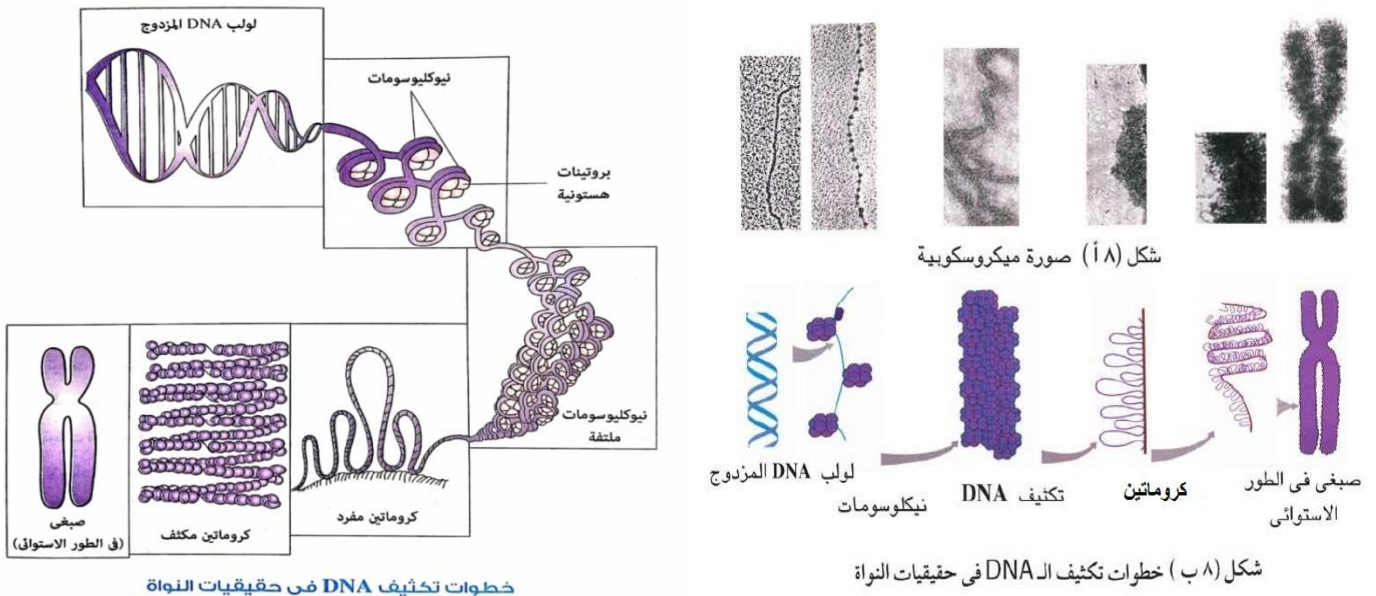 لولب DNA المزدوج
نيوكليوسومات
بروتينات
هستونية
نيوكليوسومات
ملتفة
كروماتين مفرد
كروماتين مكثف
صبغى
(فى الطور الاستوائى)
خطوات تكثيف DNA فى حقيقيات النواة
شكل (٨ أ) صورة ميكروسكوبية
لولب DNA المزدوج
نيكلوسومات
تكثيف DNA
كروماتين
صبغى فى الطور
الاستوائى
شكل (٨ ب) خطوات تكثيف الـ DNA فى حقيقيات النواة